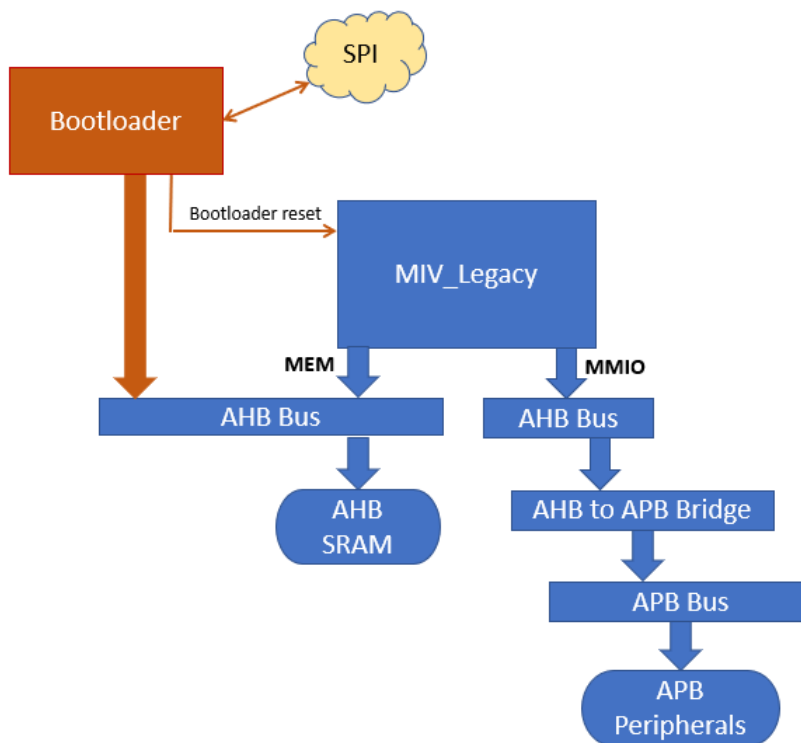 SPI
Bootloader
Bootloader reset
MIV_Legacy
MEM
MMIO
AHB Bus
AHB Bus
AHB
SRAM
AHB to APB Bridge
APB Bus
APB
Peripherals